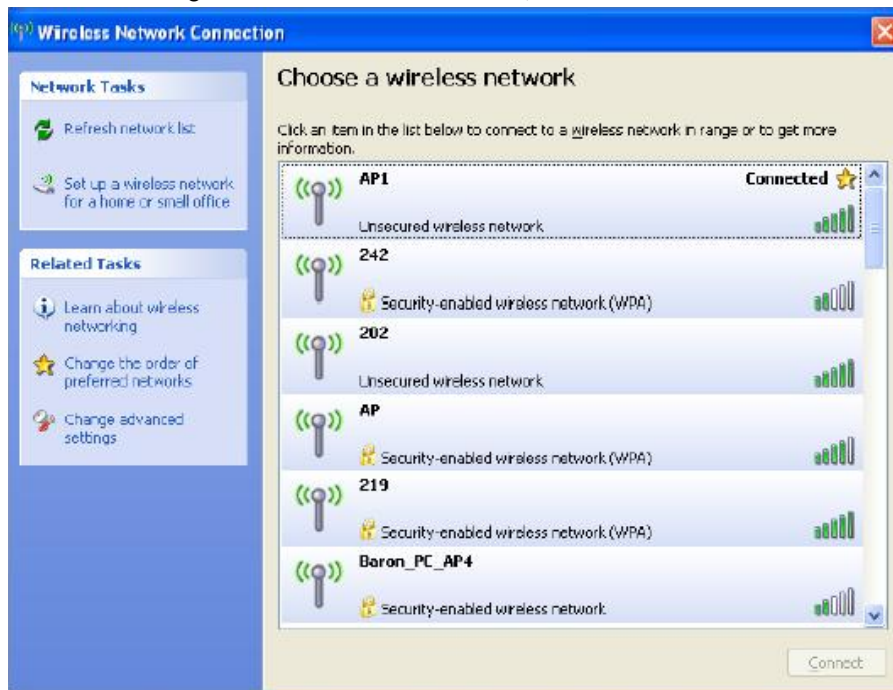 Wireless Network Connection
Network Tasks
Refresh network list
Set up a wireless network
for a home or small office
Related Tasks
Learn about wireless
networking
Change the order of
preferred networks
Change advanced
settings
Choose a wireless network
Click an item in the list below to connect to a wireless network in range or to get more
information.
AP1 Connected
Unsecured wireless network
242
Security-enabled wireless network (WPA)
202
Unsecured wireless network
AP
Security-enabled wireless network (WPA)
219
Security-enabled wireless network (WPA)
Baron_PC_AP4
Security-enabled wireless network
Connect